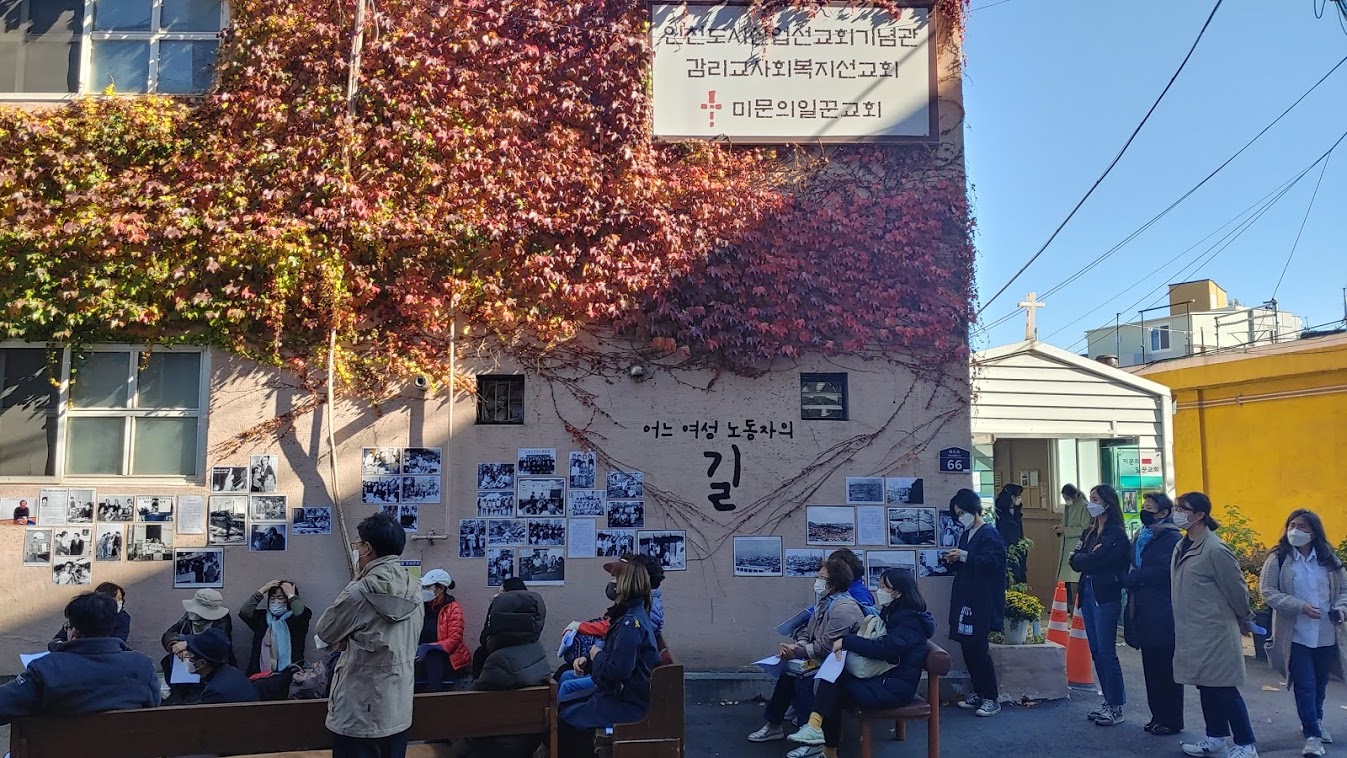 인천도시산업선교회기념관
감리교사회복지선교회
미문의일꾼교회
어느 여성 노동자의
길
66